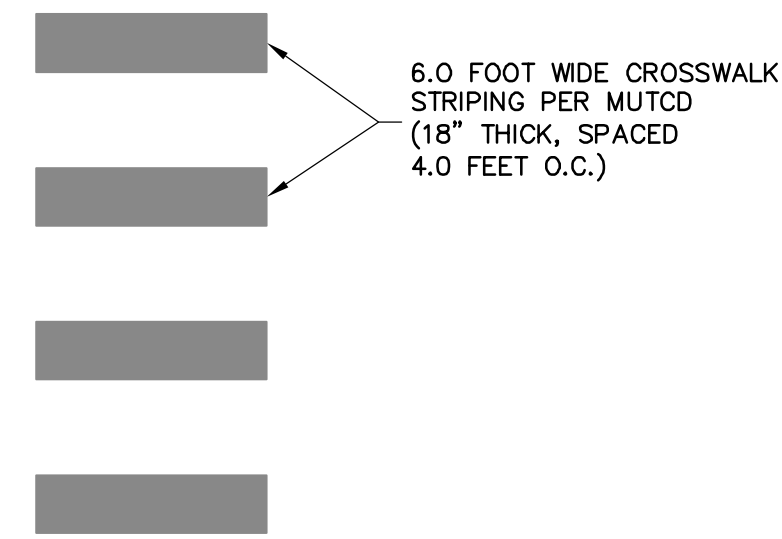 6.0 FOOT WIDE CROSSWALK
STRIPING PER MUTCD
(18" THICK, SPACED
4.0 FEET O.C.)